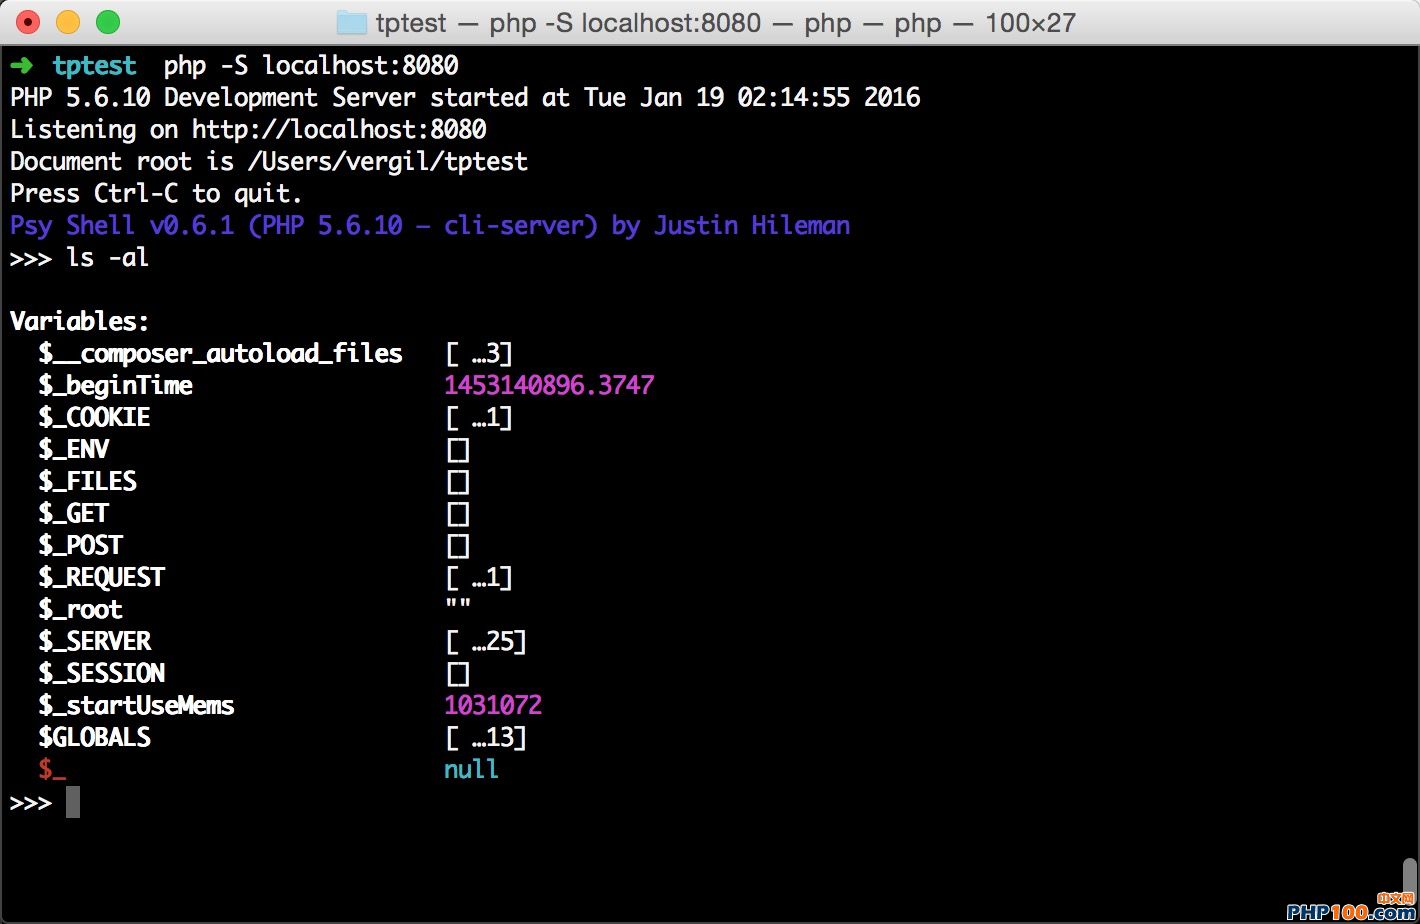 tptest — php -S localhost:8080 — php — php — 100×27
➜ tptest php -S localhost:8080
PHP 5.6.10 Development Server started at Tue Jan 19 02:14:55 2016
Listening on http://localhost:8080
Document root is /Users/vergil/tptest
Press Ctrl-C to quit.
Psy Shell v0.6.1 (PHP 5.6.10 — cli-server) by Justin Hileman
>>> ls -al
Variables:
$__composer_autoload_files [ …3]
$_beginTime 1453140896.3747
$_COOKIE [ …1]
$_ENV []
$_FILES []
$_GET []
$_POST []
$_REQUEST [ …1]
$_root ""
$_SERVER [ …25]
$_SESSION []
$_startUseMems 1031072
$GLOBALS [ …13]
$_ null
>>>
中文网
PHP100.com